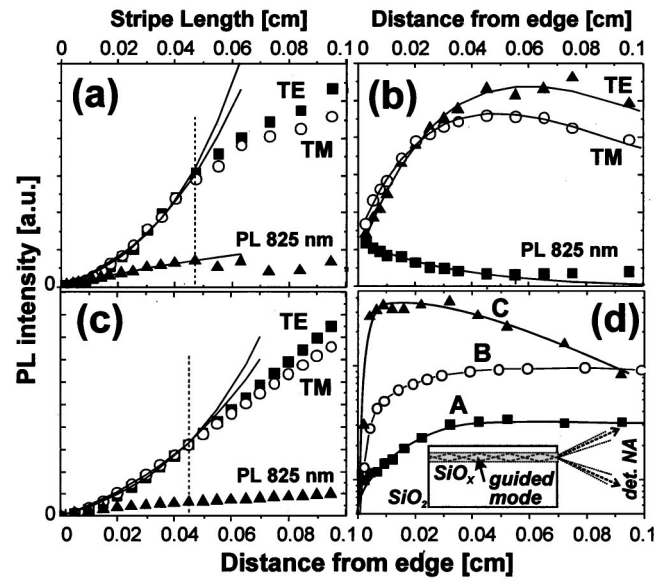 Stripe Length [cm]
0 0.02 0.04 0.06 0.08 0.1
Distance from edge [cm]
0 0.02 0.04 0.06 0.08 0.1
PL intensity [a.u.]
0
0
(a)
TE
TM
PL 825 nm
(b)
TE
TM
PL 825 nm
(c)
TE
TM
PL 825 nm
(d)
C
B
A
SiOx
guided
mode
SiO2
det. NA
0 0.02 0.04 0.06 0.08 0.1
0 0.02 0.04 0.06 0.08 0.1
Distance from edge [cm]